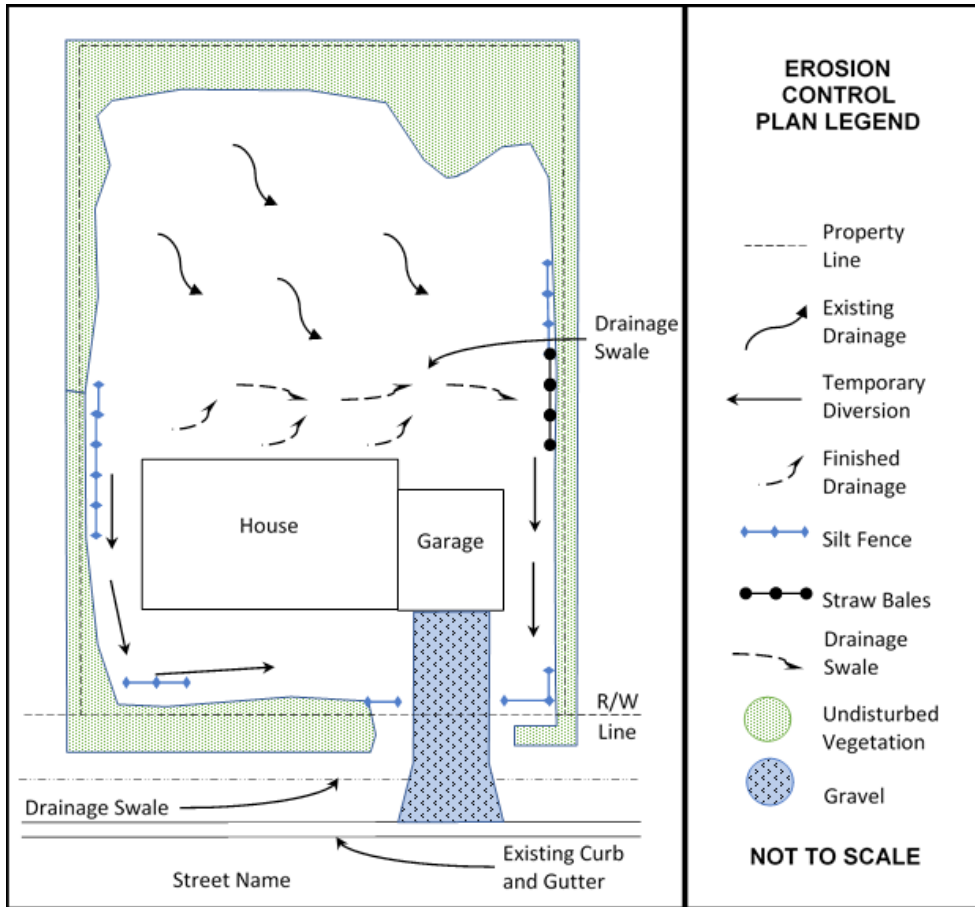 Drainage
Swale
House
Garage
R/W
Line
Drainage Swale
Existing Curb
and Gutter
Street Name
EROSION
CONTROL
PLAN LEGEND
Property
Line
Existing
Drainage
Temporary
Diversion
Finished
Drainage
Silt Fence
Straw Bales
Drainage
Swale
Undisturbed
Vegetation
Gravel
NOT TO SCALE